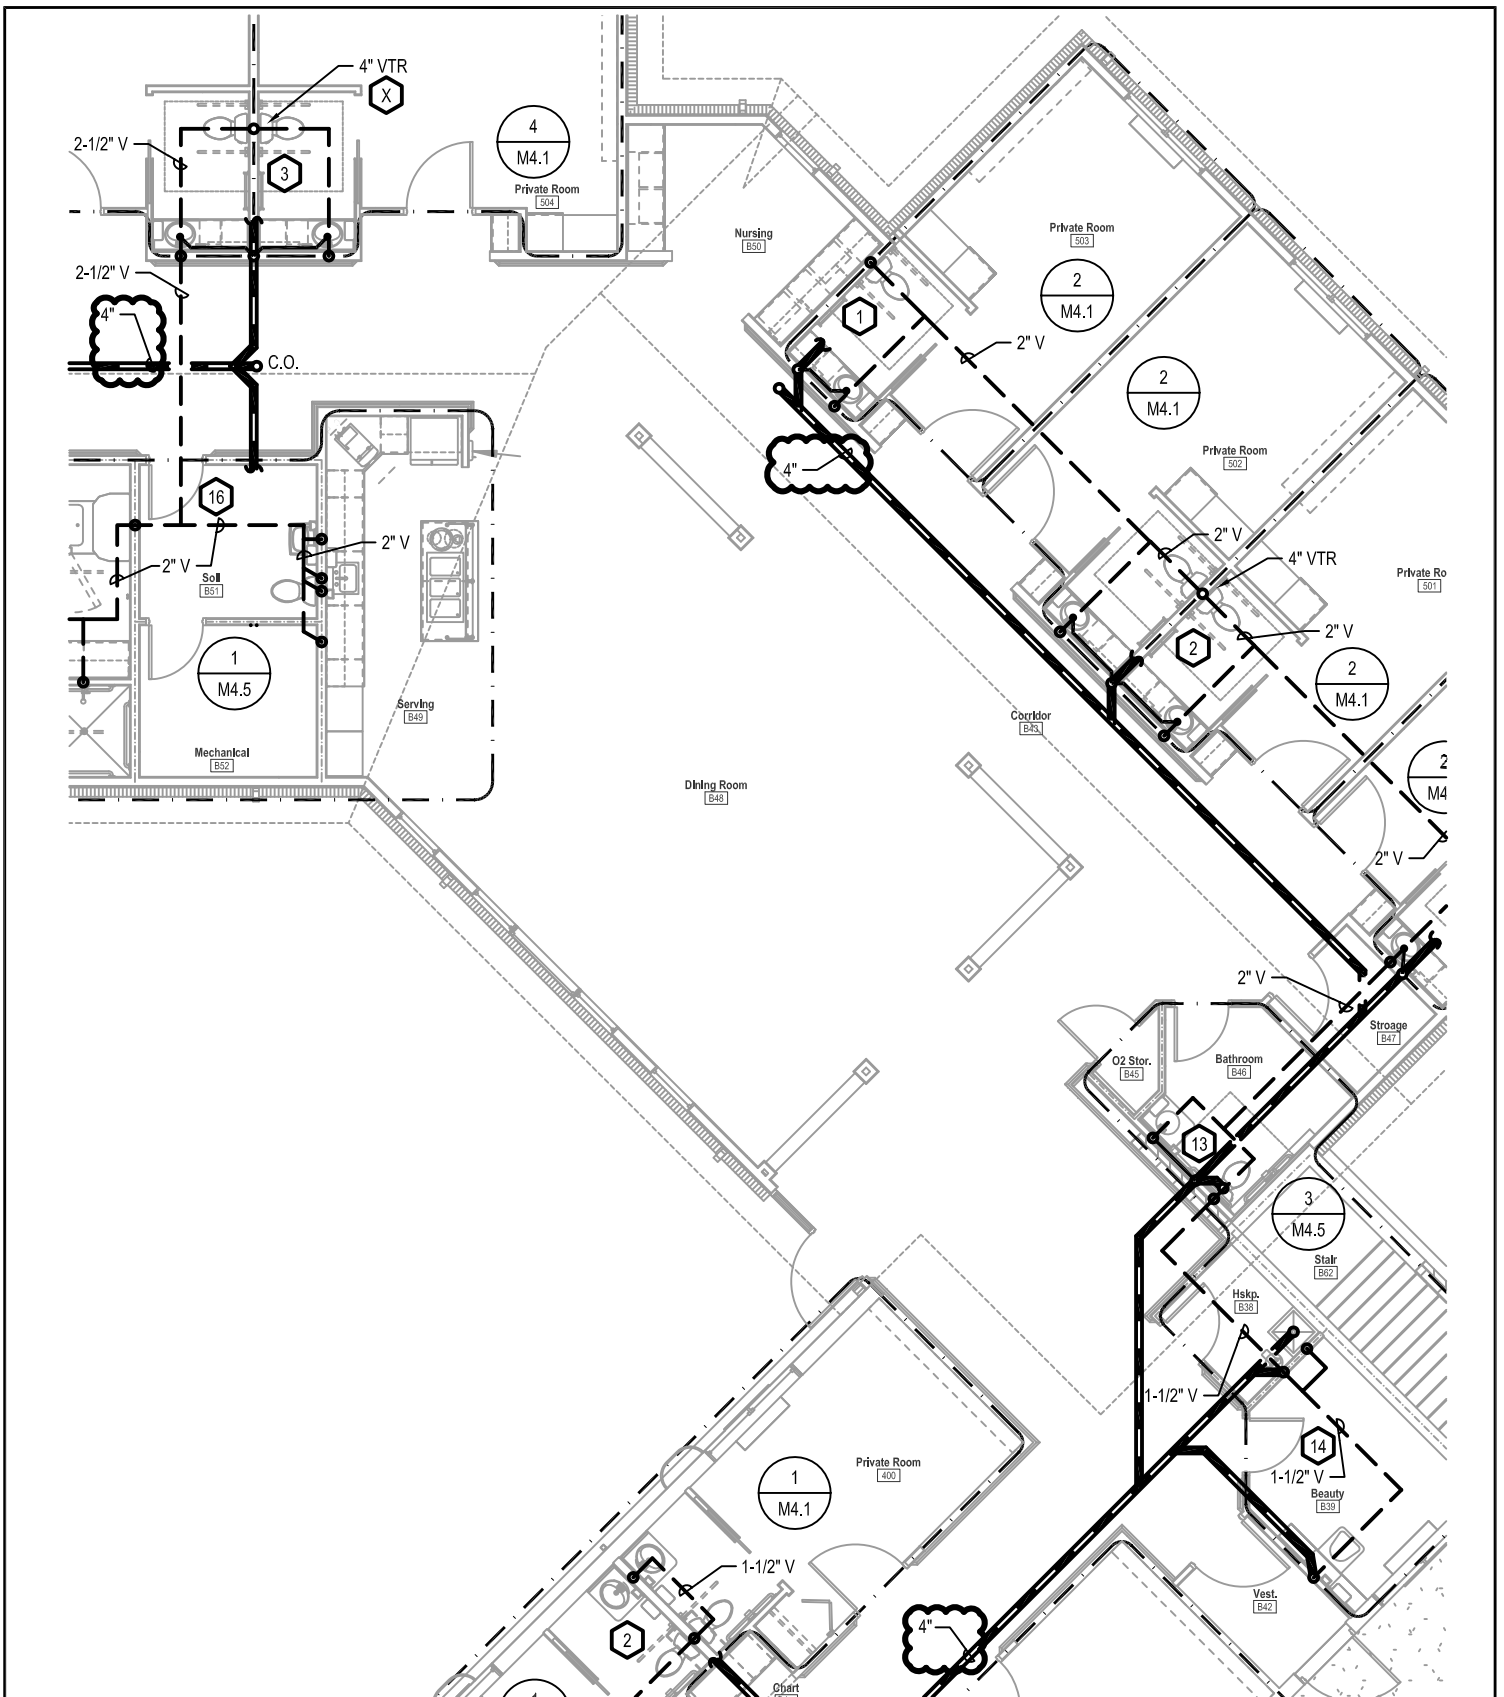 4" VTR
X
2-1/2" V
3
4
M4.1
Private Room
504
Nursing
B50
Private Room
503
2
M4.1
2-1/2" V
4"
C.O.
1
2" V
2
M4.1
Private Room
502
4"
16
2" V
2" V
Soil
B51
2" V
4" VTR
Private Ro
501
2" V
2
1
M4.5
2
M4.1
Serving
B49
Corridor
B43
Mechanical
B52
Dining Room
B48
2
M4
2" V
2" V
Stroage
B47
O2 Stor.
B45
Bathroom
B46
13
3
M4.5
Stair
B62
Hskp.
B38
1-1/2" V
14
1-1/2" V
Beauty
B39
Private Room
400
1
M4.1
1-1/2" V
Vest.
B42
2
4"
Chart